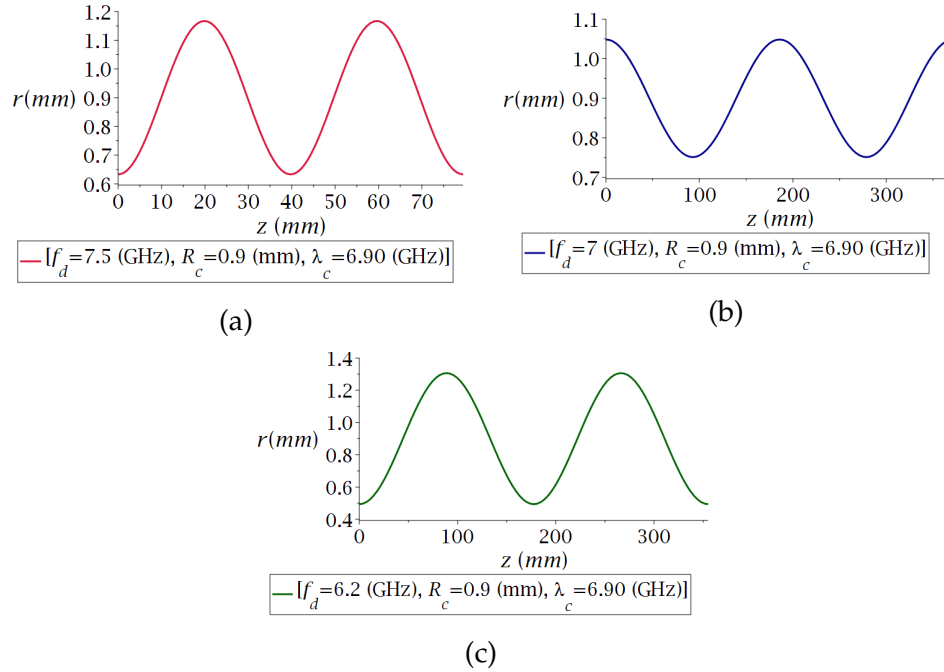 1.2
1.1
1.0
r(mm) 0.9
0.8
0.7
0.6
0 10 20 30 40 50 60 70
z (mm)
[f_d=7.5 (GHz), R_c=0.9 (mm), λ_c=6.90 (GHz)]
(a)
1.1
1.0
r(mm) 0.9
0.8
0.7
0 100 200 300
z (mm)
[f_d=7 (GHz), R_c=0.9 (mm), λ_c=6.90 (GHz)]
(b)
1.4
1.2
r(mm) 1.0
0.8
0.6
0.4
0 100 200 300
z (mm)
[f_d=6.2 (GHz), R_c=0.9 (mm), λ_c=6.90 (GHz)]
(c)